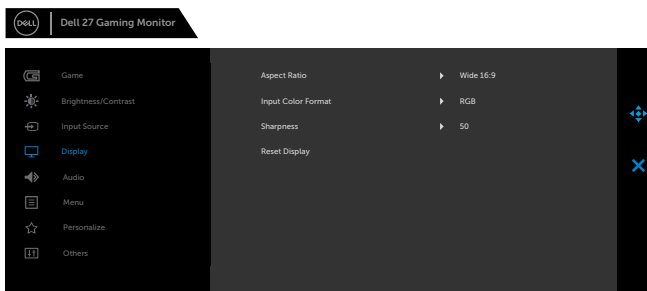 DELL
Dell 27 Gaming Monitor
Game
Aspect Ratio Wide 16:9
Brightness/Contrast
Input Color Format RGB
Input Source
Sharpness 50
Display
Reset Display
Audio
Menu
Personalize
Others